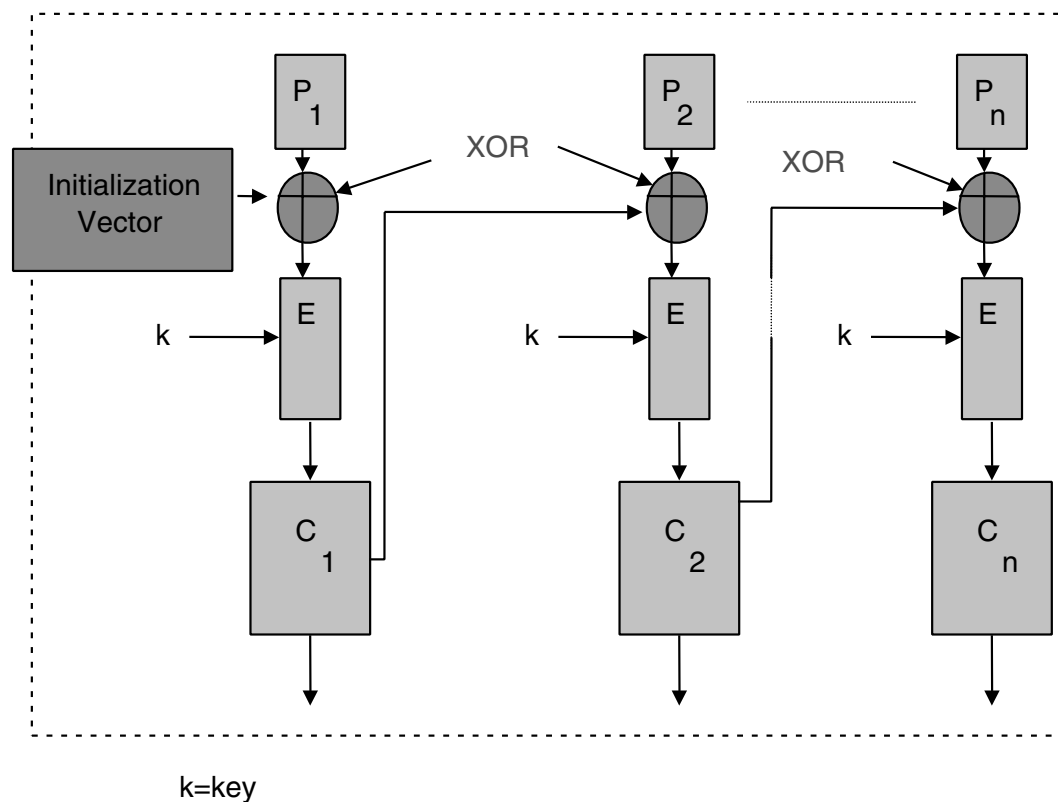 P1
P2
Pn
XOR
XOR
Initialization
Vector
E
E
E
k
k
k
C1
C2
Cn
k=key